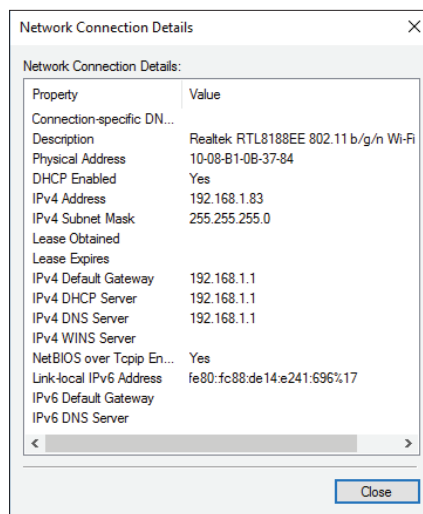 Network Connection Details
Network Connection Details:
Property Value
Connection-specific DN...
Description Realtek RTL8188EE 802.11 b/g/n Wi-Fi
Physical Address 10-08-B1-0B-37-84
DHCP Enabled Yes
IPv4 Address 192.168.1.83
IPv4 Subnet Mask 255.255.255.0
Lease Obtained
Lease Expires
IPv4 Default Gateway 192.168.1.1
IPv4 DHCP Server 192.168.1.1
IPv4 DNS Server 192.168.1.1
IPv4 WINS Server
NetBIOS over Tcpip En... Yes
Link-local IPv6 Address fe80::fc88:de14:e241:696%17
IPv6 Default Gateway
IPv6 DNS Server
Close